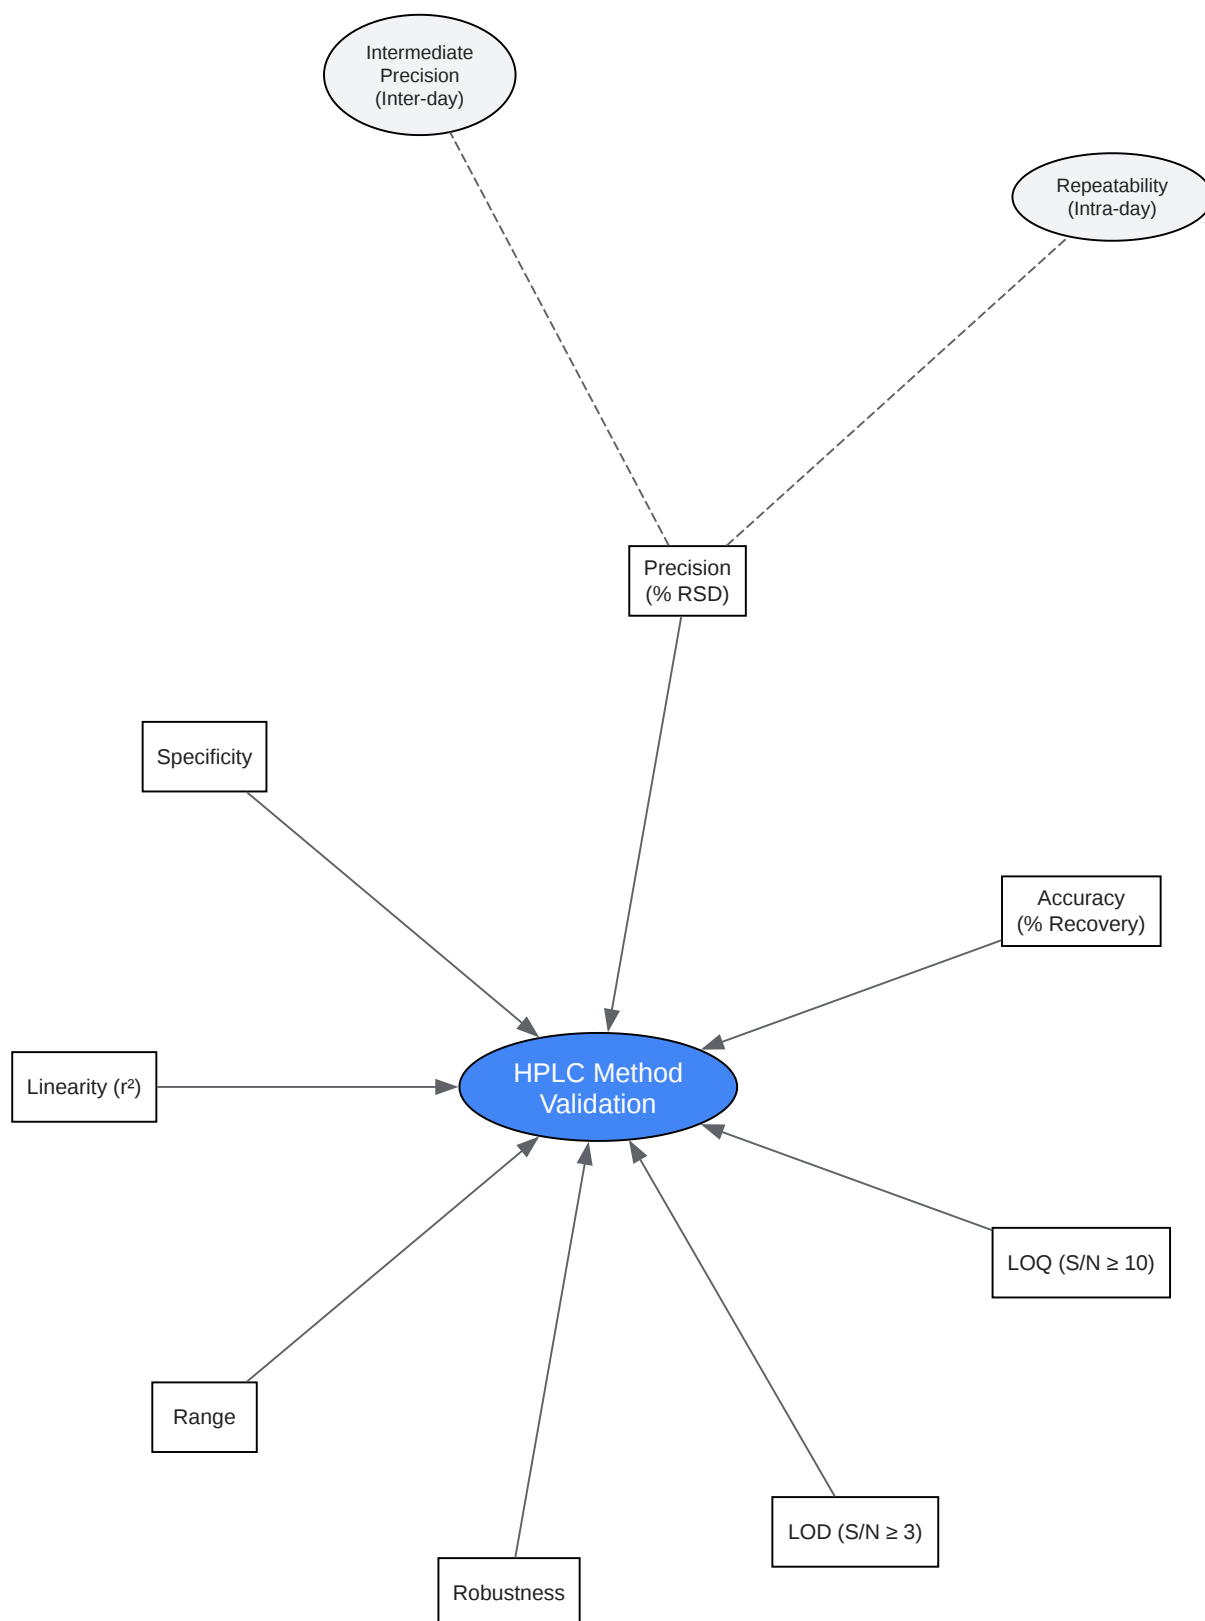 Intermediate
Precision
(Inter-day)
Repeatability
(Intra-day)
Precision
(% RSD)
Specificity
Accuracy
(% Recovery)
HPLC Method
Validation
Linearity (r²)
LOQ (S/N ≥ 10)
Range
LOD (S/N ≥ 3)
Robustness